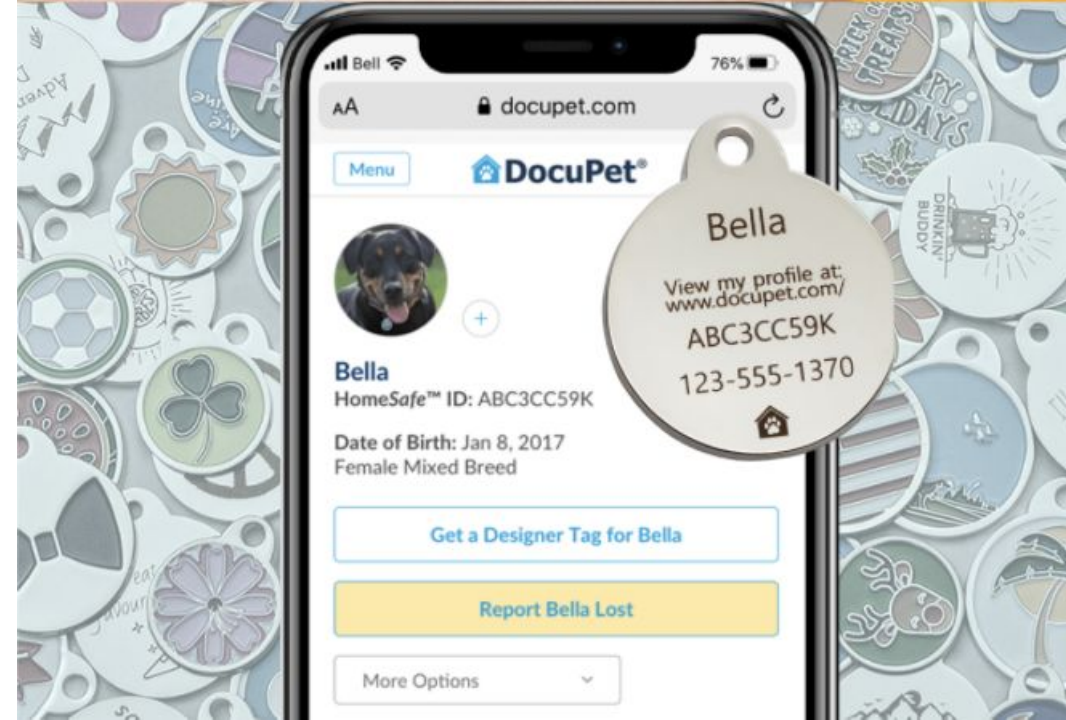 Bell
76%
AA
docupet.com
Menu
DocuPet®
Bella
View my profile at:
www.docupet.com/
ABC3CC59K
123-555-1370
Bella
HomeSafe™ ID: ABC3CC59K
Date of Birth: Jan 8, 2017
Female Mixed Breed
Get a Designer Tag for Bella
Report Bella Lost
More Options
TRICK OR
TREATS!
HOLIDAYS
DRINKIN'
BUDDY